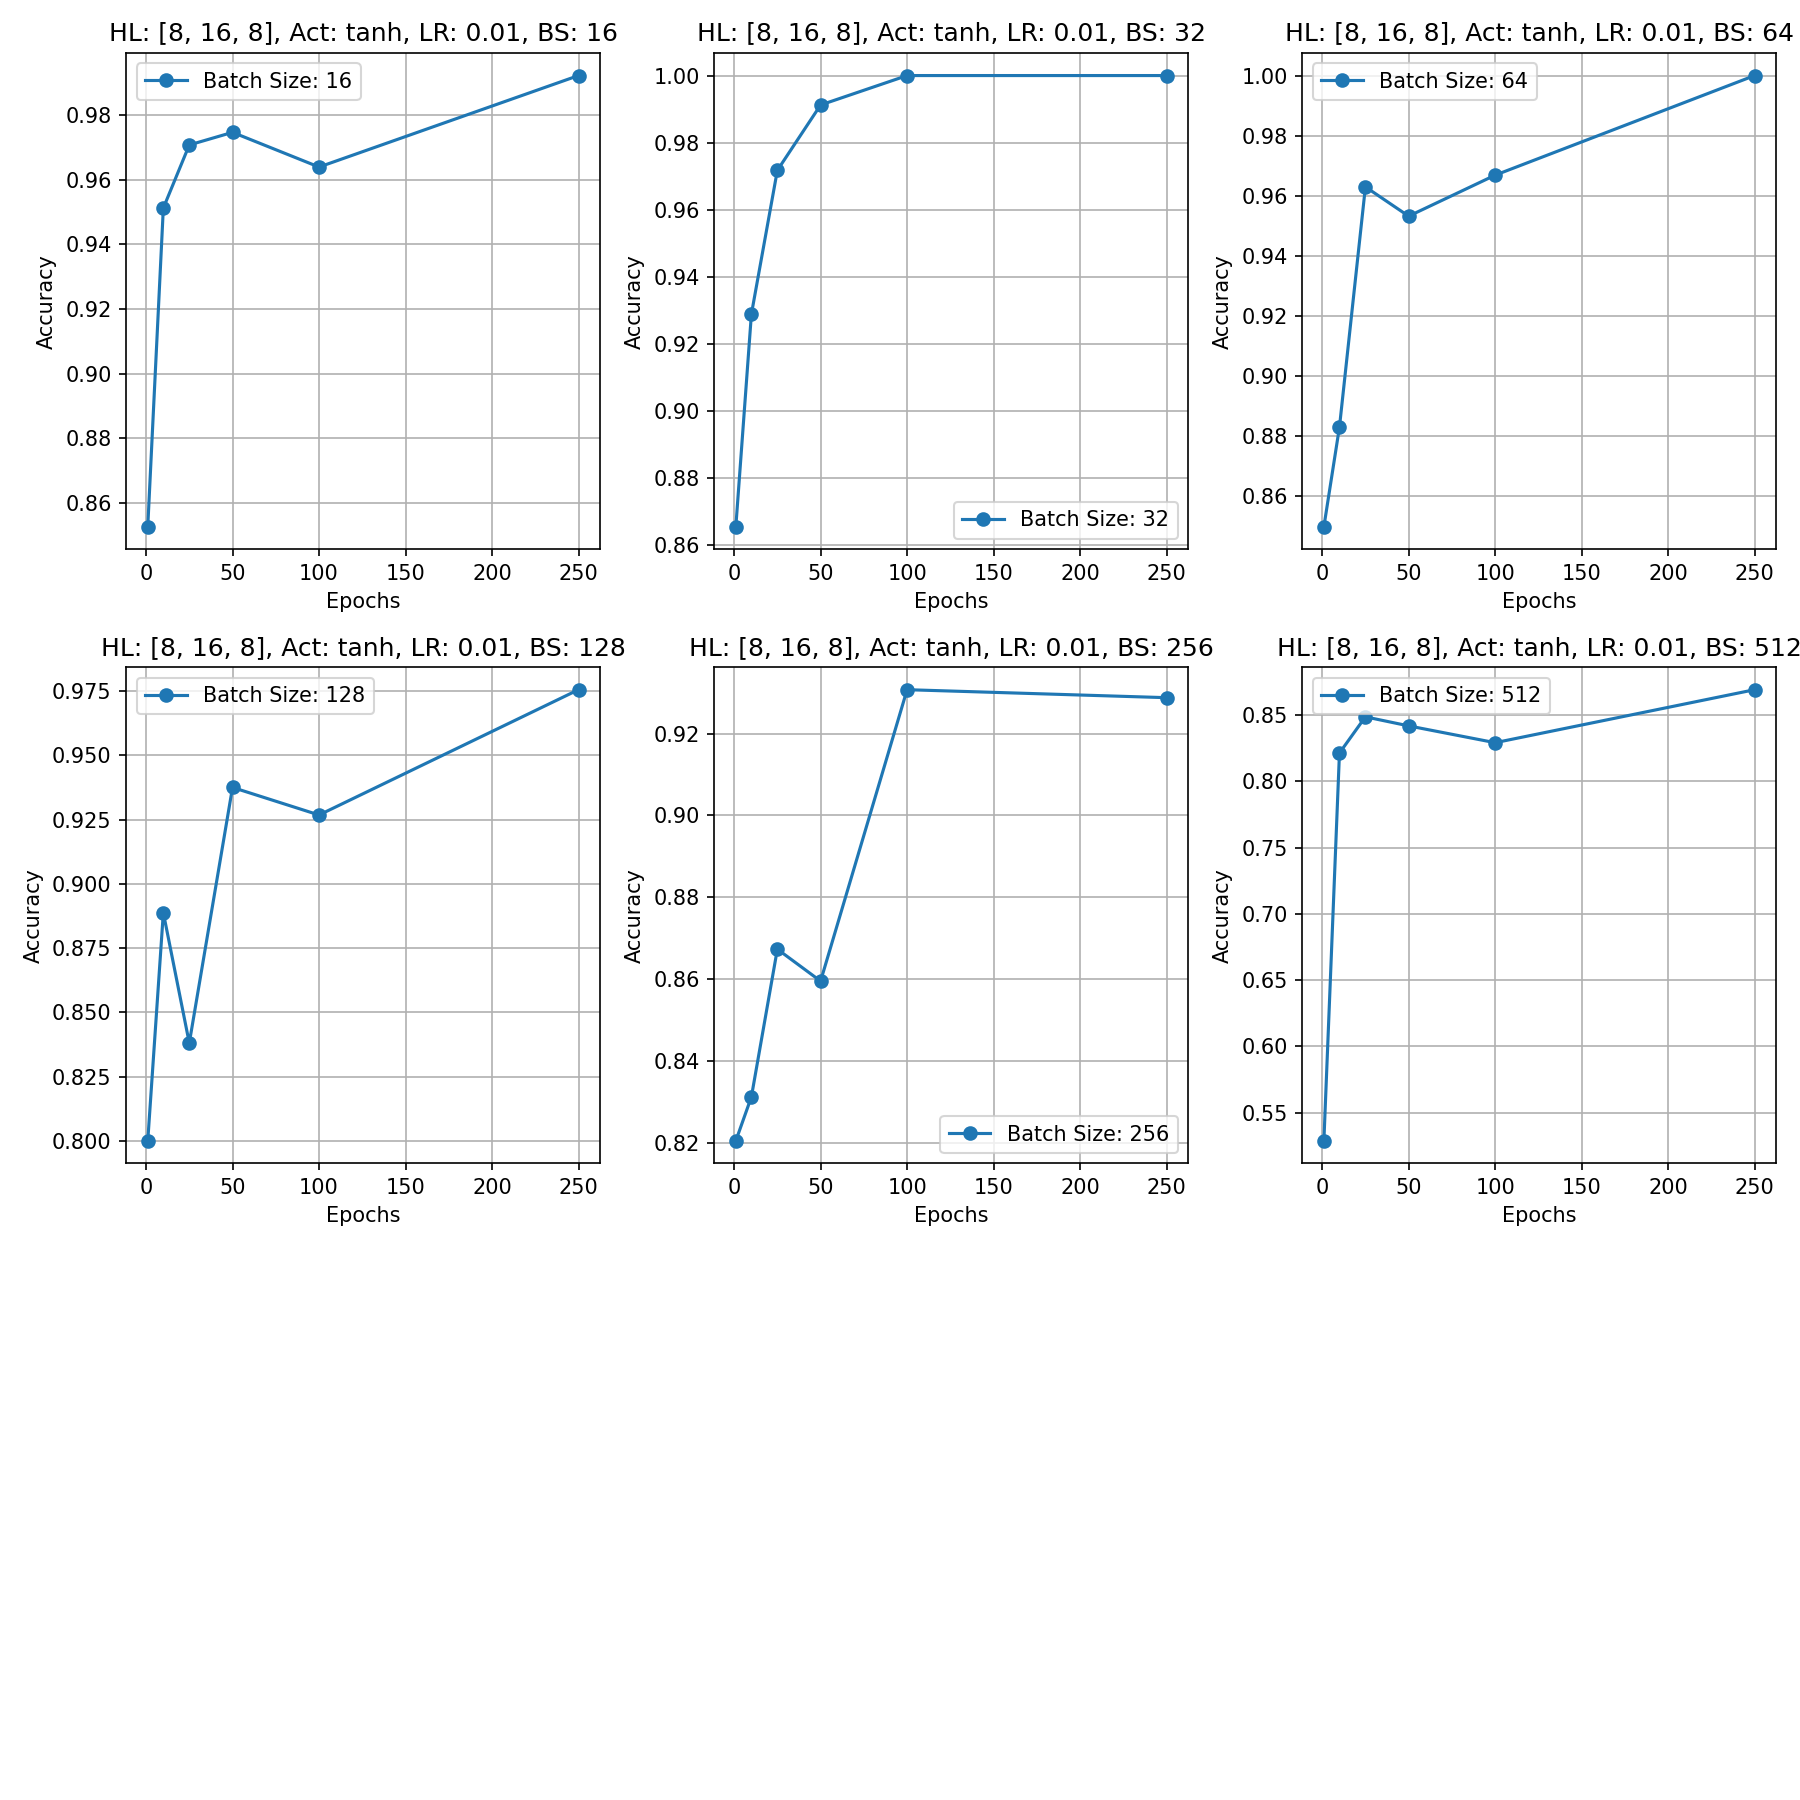 HL: [8, 16, 8], Act: tanh, LR: 0.01, BS: 16
Batch Size: 16
0.98
0.96
0.94
0.92
0.90
0.88
0.86
Accuracy
0 50 100 150 200 250
Epochs
HL: [8, 16, 8], Act: tanh, LR: 0.01, BS: 32
1.00
0.98
0.96
0.94
0.92
0.90
0.88
0.86
Accuracy
Batch Size: 32
0 50 100 150 200 250
Epochs
HL: [8, 16, 8], Act: tanh, LR: 0.01, BS: 64
Batch Size: 64
1.00
0.98
0.96
0.94
0.92
0.90
0.88
0.86
Accuracy
0 50 100 150 200 250
Epochs
HL: [8, 16, 8], Act: tanh, LR: 0.01, BS: 128
Batch Size: 128
0.975
0.950
0.925
0.900
0.875
0.850
0.825
0.800
Accuracy
0 50 100 150 200 250
Epochs
HL: [8, 16, 8], Act: tanh, LR: 0.01, BS: 256
0.92
0.90
0.88
0.86
0.84
0.82
Accuracy
Batch Size: 256
0 50 100 150 200 250
Epochs
HL: [8, 16, 8], Act: tanh, LR: 0.01, BS: 512
Batch Size: 512
0.85
0.80
0.75
0.70
0.65
0.60
0.55
Accuracy
0 50 100 150 200 250
Epochs